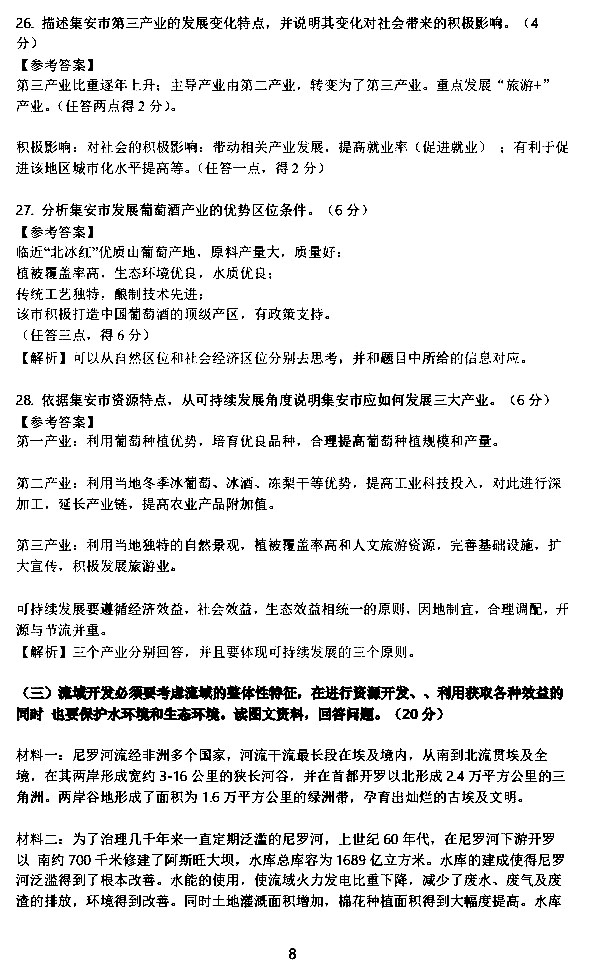 26. 描述集安市第三产业的发展变化特点，并说明其变化对社会带来的积极影响。（4
分）
【参考答案】
第三产业比重逐年上升；主导产业由第二产业，转变为了第三产业。重点发展“旅游+”
产业。（任答两点得 2 分）。
积极影响：对社会的积极影响：带动相关产业发展，提高就业率（促进就业）；有利于促
进该地区城市化水平提高等。（任答一点，得 2 分）
27. 分析集安市发展葡萄酒产业的优势区位条件。（6 分）
【参考答案】
临近“北冰红”优质山葡萄产地，原料产量大，质量好；
植被覆盖率高，生态环境优良，水质优良；
传统工艺独特，酿制技术先进；
该市积极打造中国葡萄酒的顶级产区，有政策支持。
（任答三点，得 6 分）
【解析】可以从自然区位和社会经济区位分别去思考，并和题目中所给的信息对应。
28. 依据集安市资源特点，从可持续发展角度说明集安市应如何发展三大产业。（6 分）
【参考答案】
第一产业：利用葡萄种植优势，培育优良品种，合理提高葡萄种植规模和产量。
第二产业：利用当地冬季冰葡萄、冰酒、冻梨干等优势，提高工业科技投入，对此进行深
加工，延长产业链，提高农业产品附加值。
第三产业：利用当地独特的自然景观，植被覆盖率高和人文旅游资源，完善基础设施，扩
大宣传，积极发展旅游业。
可持续发展要遵循经济效益，社会效益，生态效益相统一的原则，因地制宜，合理调配，开
源与节流并重。
【解析】三个产业分别回答，并且要体现可持续发展的三个原则。
（三）流域开发必须要考虑流域的整体性特征，在进行资源开发、、利用获取各种效益的
同时 也要保护水环境和生态环境。读图文资料，回答问题。（20 分）
材料一：尼罗河流经非洲多个国家，河流干流最长段在埃及境内，从南到北流贯埃及全
境，在其两岸形成宽约 3-16 公里的狭长河谷，并在首都开罗以北形成 2.4 万平方公里的三
角洲。两岸谷地形成了面积为 1.6 万平方公里的绿洲带，孕育出灿烂的古埃及文明。
材料二：为了治理几千年来一直定期泛滥的尼罗河，上世纪 60 年代，在尼罗河下游开罗
以 南约 700 千米修建了阿斯旺大坝，水库总库容为 1689 亿立方米。水库的建成使得尼罗
河泛滥得到了根本改善。水能的使用，使流域火力发电比重下降，减少了废水、废气及废
渣的排放，环境得到改善。同时土地灌溉面积增加，棉花种植面积得到大幅度提高。水库
8